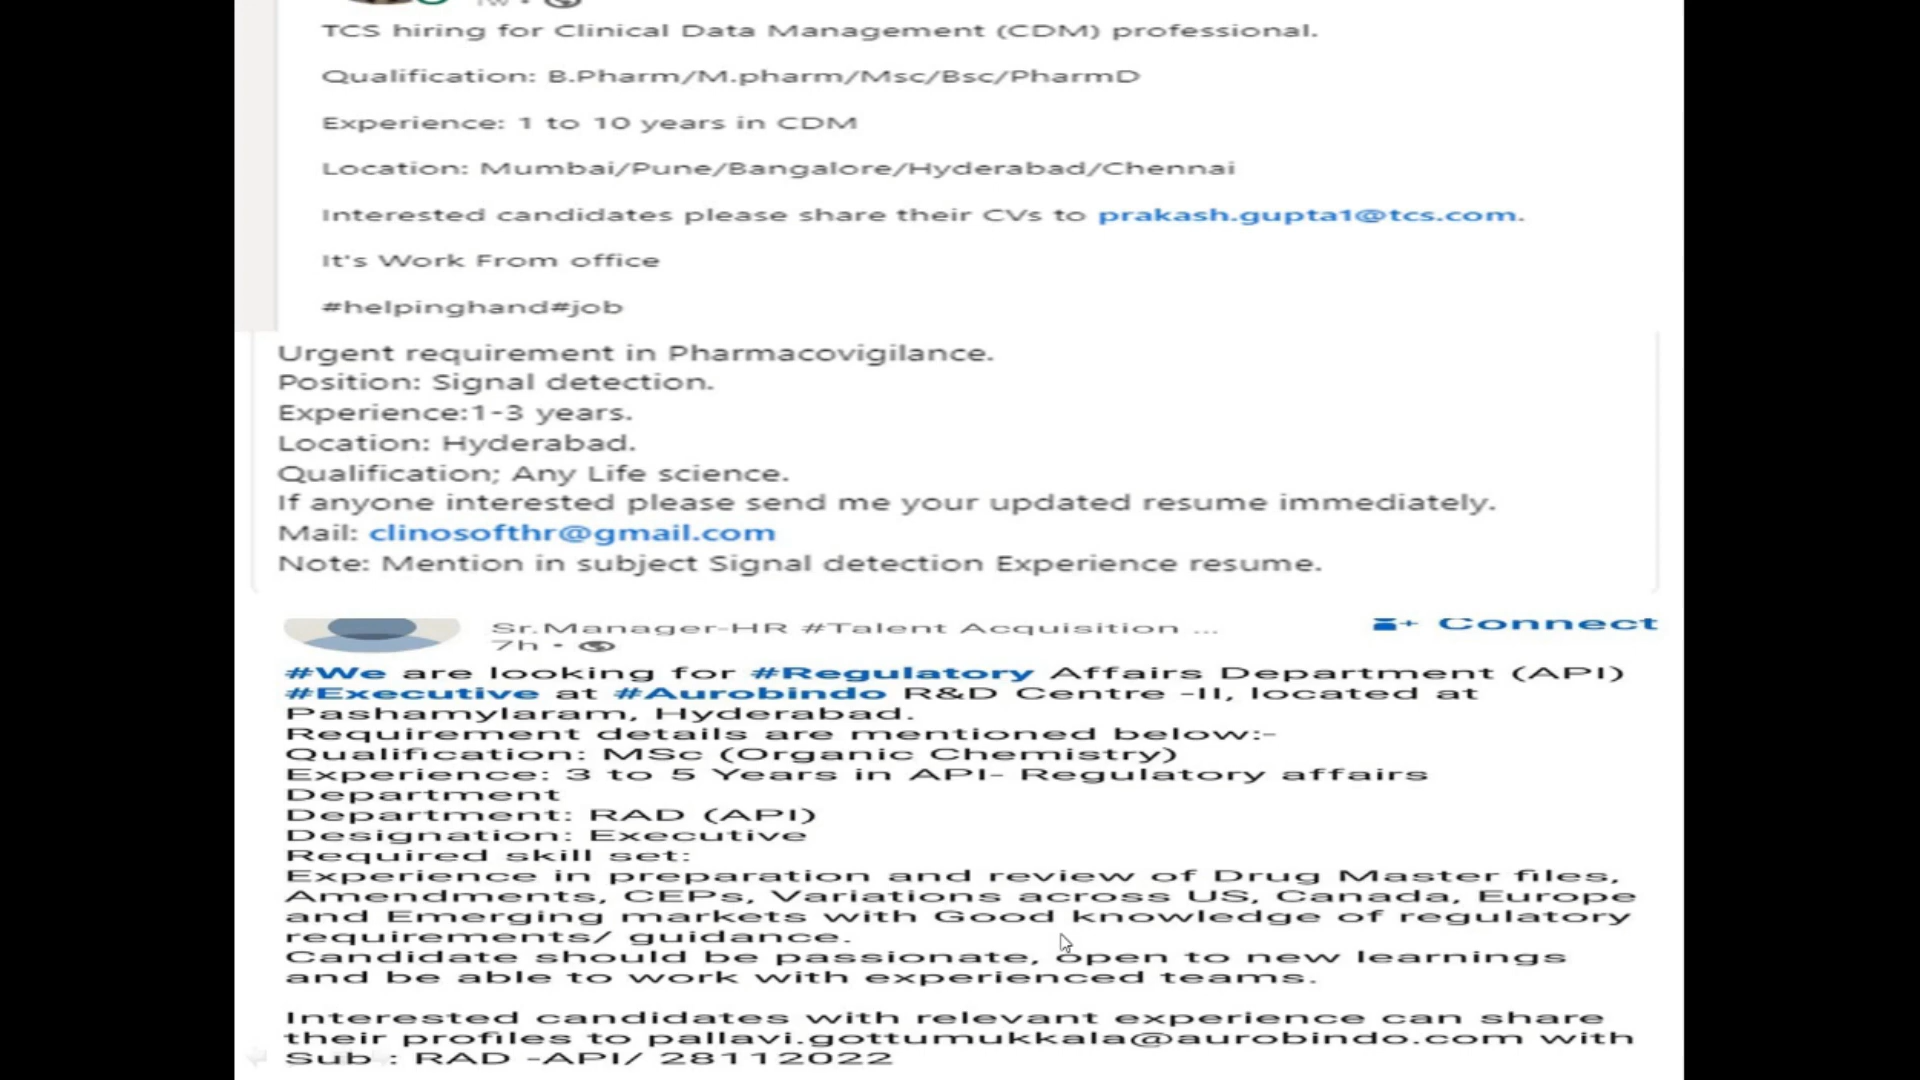 TCS hiring for Clinical Data Management (CDM) professional.
Qualification: B.Pharm/M.pharm/Msc/Bsc/PharmD
Experience: 1 to 10 years in CDM
Location: Mumbai/Pune/Bangalore/Hyderabad/Chennai
Interested candidates please share their CVs to prakash.gupta1@tcs.com.
It's Work From office
#helpinghand#job
Urgent requirement in Pharmacovigilance.
Position: Signal detection.
Experience:1-3 years.
Location: Hyderabad.
Qualification; Any Life science.
If anyone interested please send me your updated resume immediately.
Mail: clinosofthr@gmail.com
Note: Mention in subject Signal detection Experience resume.
Sr.Manager-HR #Talent Acquisition ...
Connect
7h •
#We are looking for #Regulatory Affairs Department (API)
#Executive at #Aurobindo R&D Centre -II, located at
Pashamylaram, Hyderabad.
Requirement details are mentioned below:-
Qualification: MSc (Organic Chemistry)
Experience: 3 to 5 Years in API- Regulatory affairs
Department
Department: RAD (API)
Designation: Executive
Required skill set:
Experience in preparation and review of Drug Master files,
Amendments, CEPs, Variations across US, Canada, Europe
and Emerging markets with Good knowledge of regulatory
requirements/ guidance.
Candidate should be passionate, open to new learnings
and be able to work with experienced teams.
Interested candidates with relevant experience can share
their profiles to pallavi.gottumukkala@aurobindo.com with
Sub : RAD -API/ 28112022